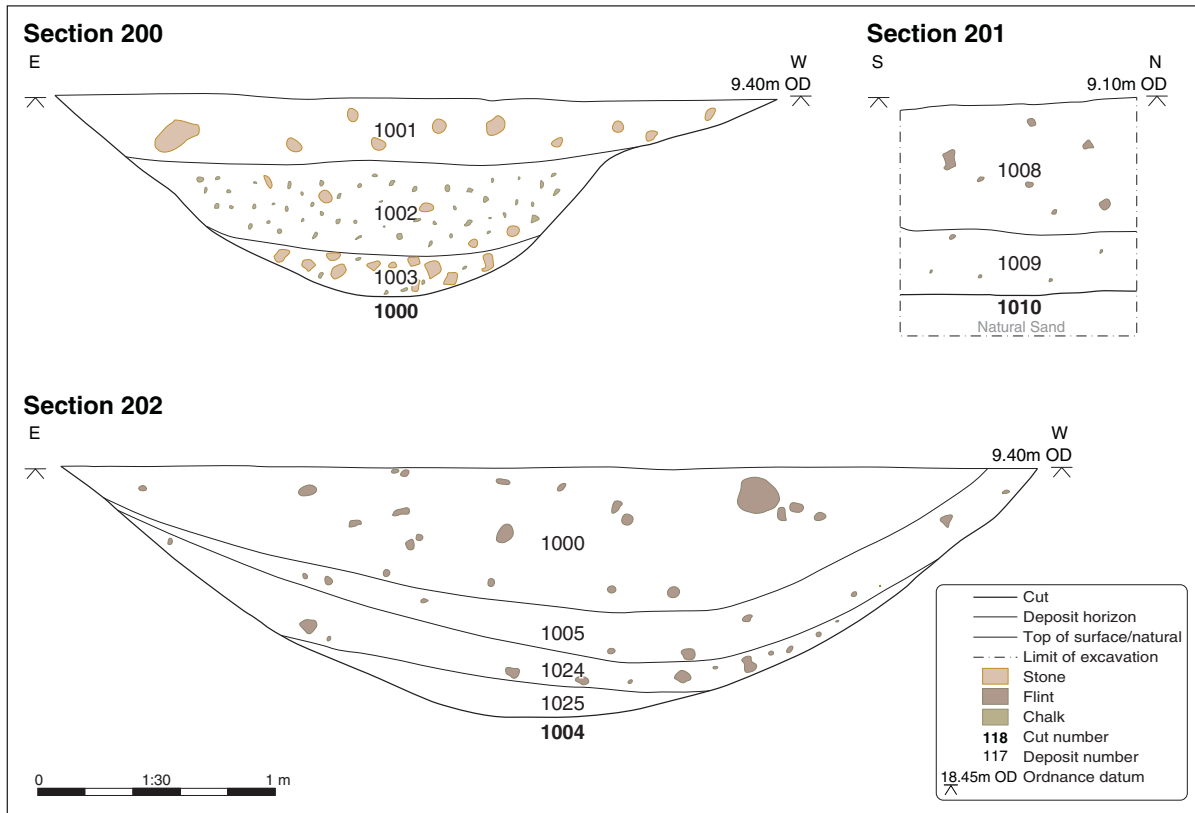 Section 200
E
W
9.40m OD
1001
1002
1003
1000
Section 201
S
N
9.10m OD
1008
1009
1010
Natural Sand
Section 202
E
W
9.40m OD
1000
1005
1024
1025
1004
Cut
Deposit horizon
Top of surface/natural
Limit of excavation
Stone
Flint
Chalk
118 Cut number
117 Deposit number
18.45m OD Ordnance datum
0 1:30 1 m